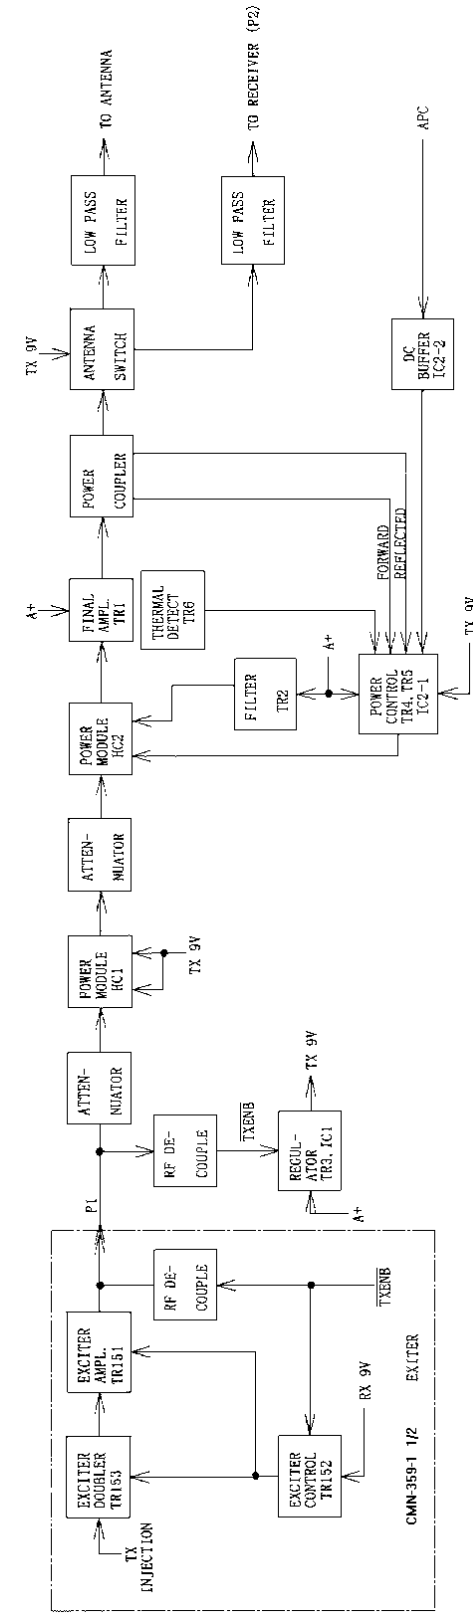 TX
INJECTION
EXCITER
DOUBLER
TR153
EXCITER
AMPL.
TR151
EXCITER
CONTROL
TR152
RX 9V
RF DE-
COUPLE
TXENB
CMN-359-1 1/2
EXITER
P1
RF DE-
COUPLE
TXENB
REGUL-
ATOR
TR3, IC1
A+
TX 9V
ATTEN-
NUATOR
POWER
MODULE
HC1
TX 9V
ATTEN-
NUATOR
POWER
MODULE
HC2
FILTER
TR2
A+
FINAL
AMPL.
TR1
A+
THERMAL
DETECT
TR6
POWER
CONTROL
TR4, TR5
IC2-1
TX 9V
FORWARD
REFLECTED
POWER
COUPLER
ANTENNA
SWITCH
TX 9V
DC
BUFFER
IC2-2
APC
LOW PASS
FILTER
TO ANTENNA
LOW PASS
FILTER
TO RECEIVER (P2)